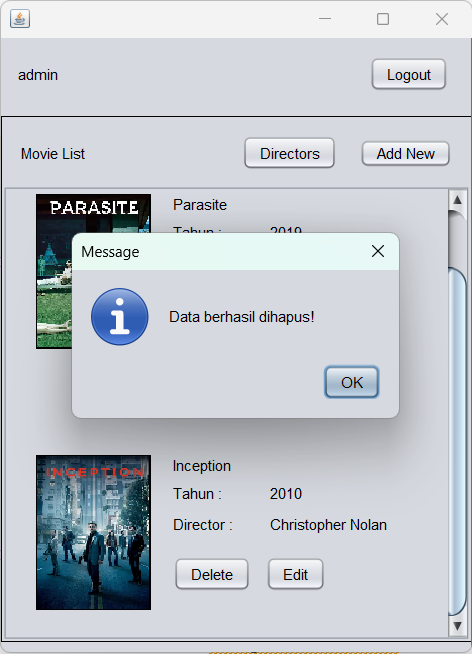 admin
Logout
Movie List
Directors
Add New
PARASITE
Parasite
Tahun : 2019
Message
Data berhasil dihapus!
OK
INCEPTION
Inception
Tahun : 2010
Director : Christopher Nolan
Delete
Edit